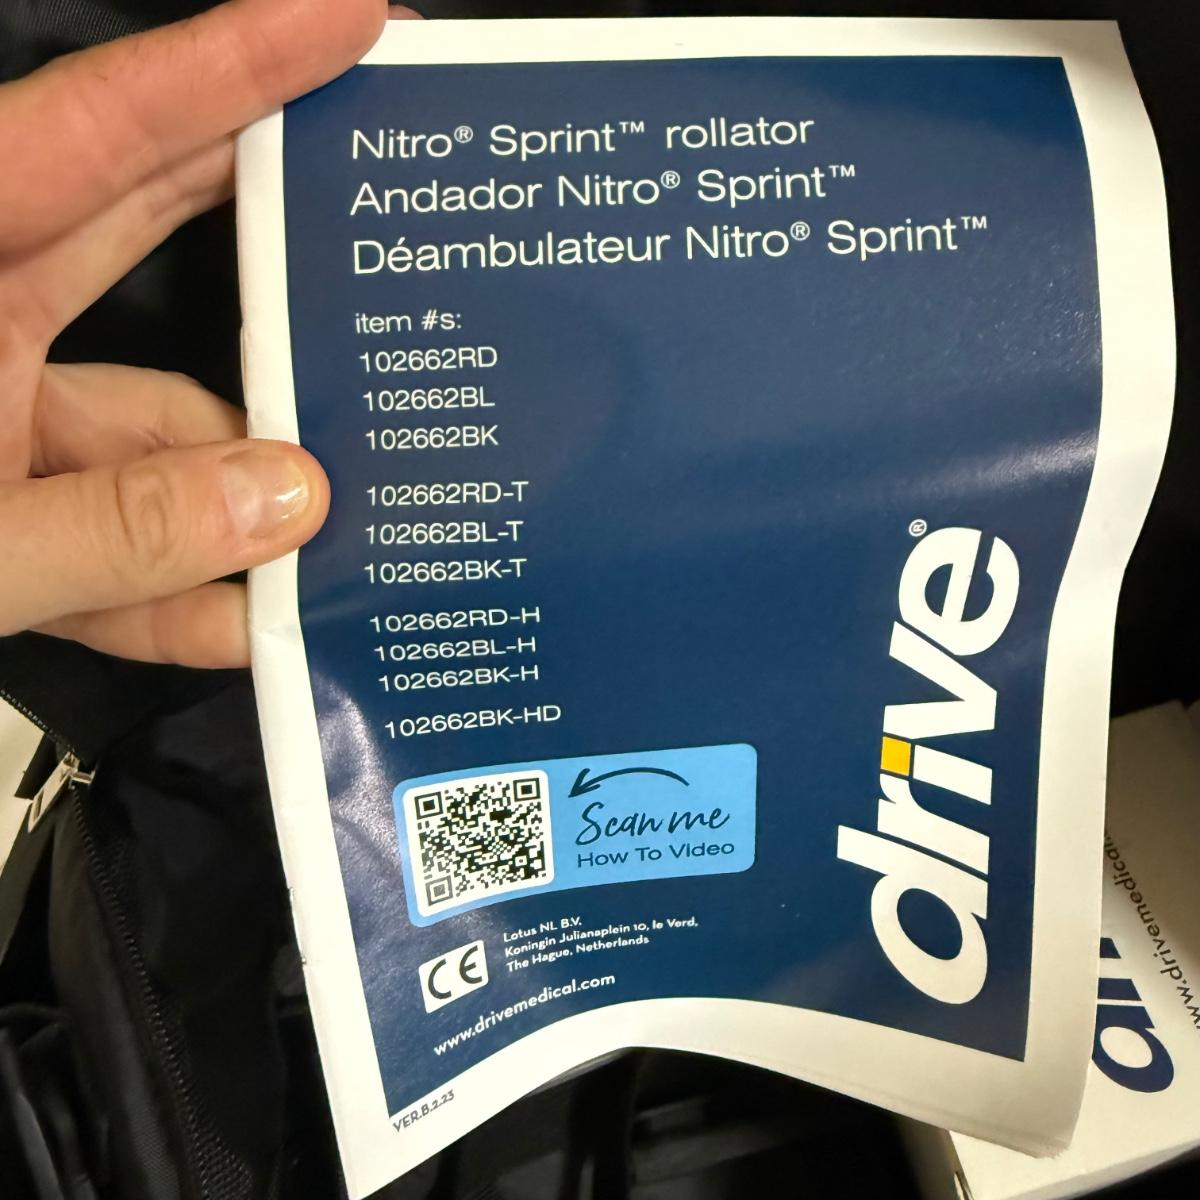 Nitro® Sprint™ rollator
Andador Nitro® Sprint™
Déambulateur Nitro® Sprint™
item #s:
102662RD
102662BL
102662BK
102662RD-T
102662BL-T
102662BK-T
102662RD-H
102662BL-H
102662BK-H
102662BK-HD
Scan me
How To Video
Lotus NL B.V.
Koningin Julianaplein 10, le Verd,
The Hague, Netherlands
CE
www.drivemedical.com
drive®
VER.B.2.23